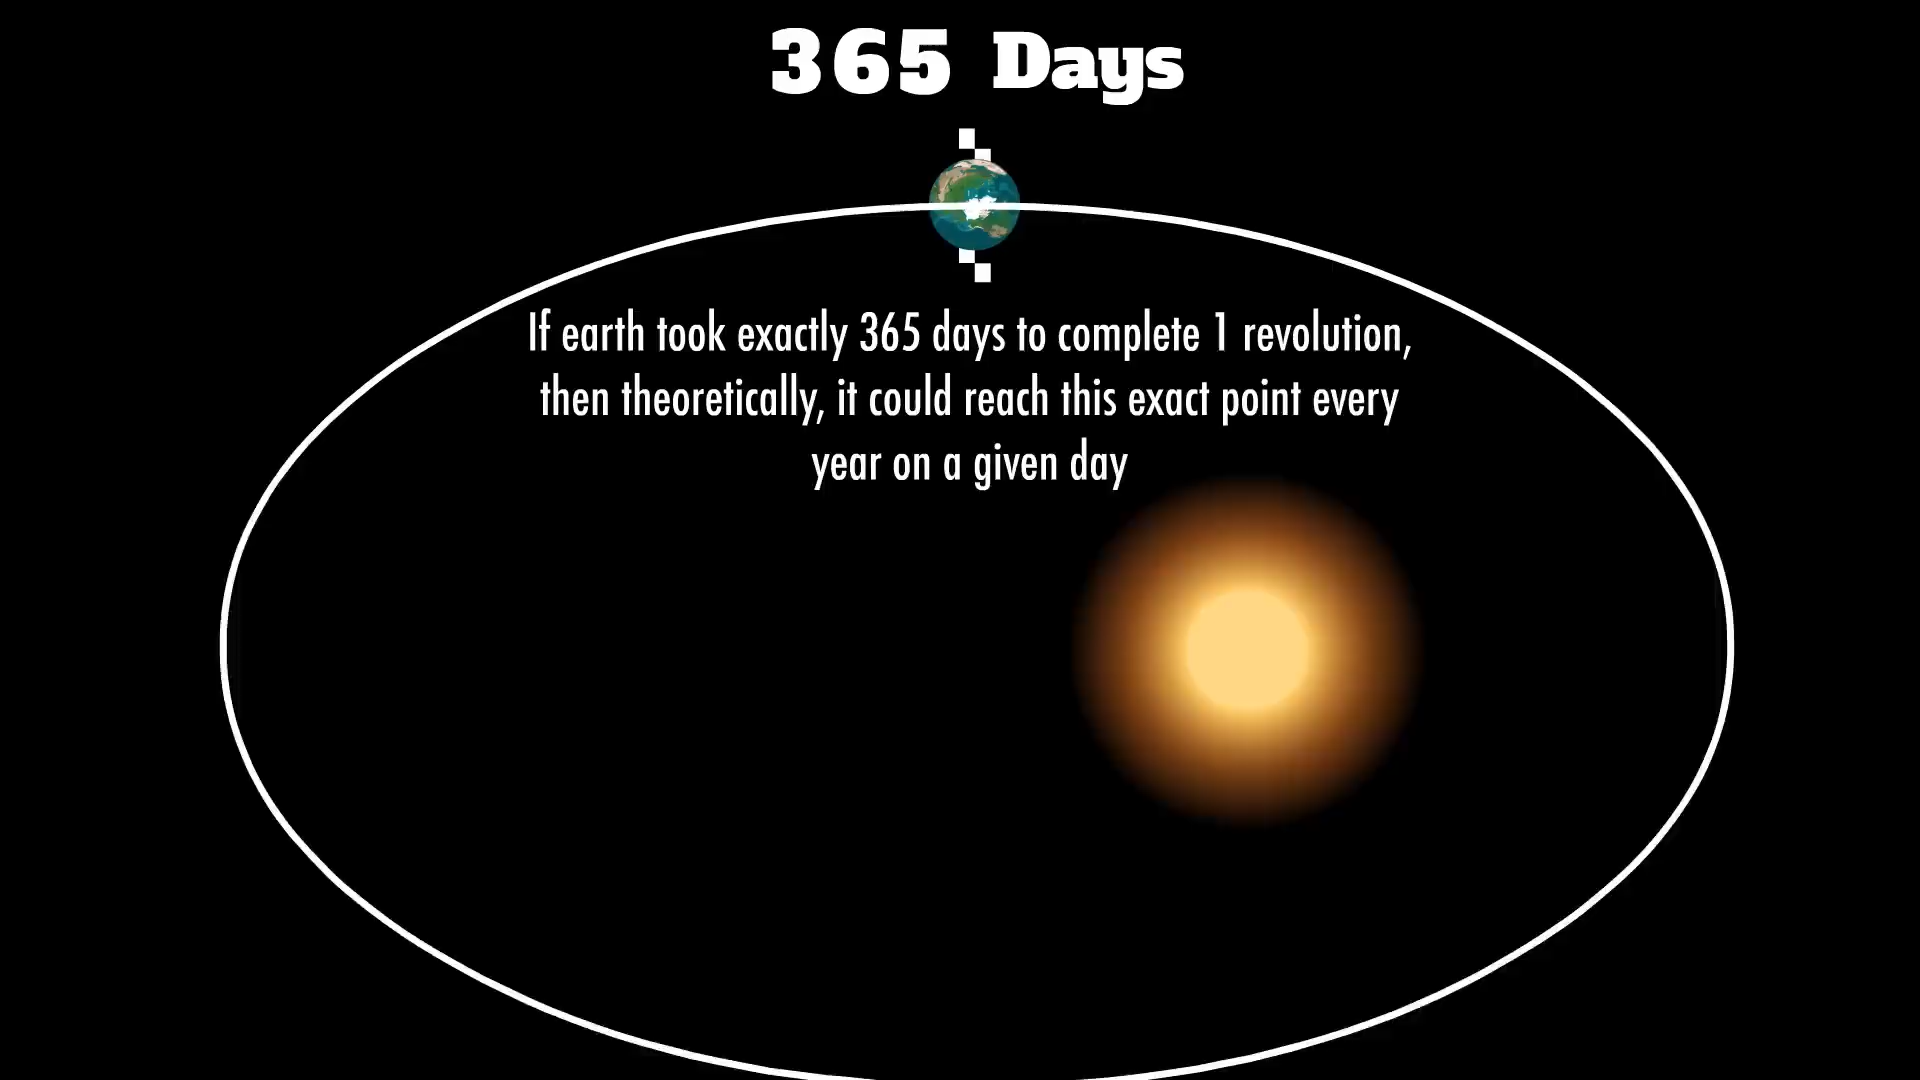 365 Days
If earth took exactly 365 days to complete 1 revolution,
then theoretically, it could reach this exact point every
year on a given day